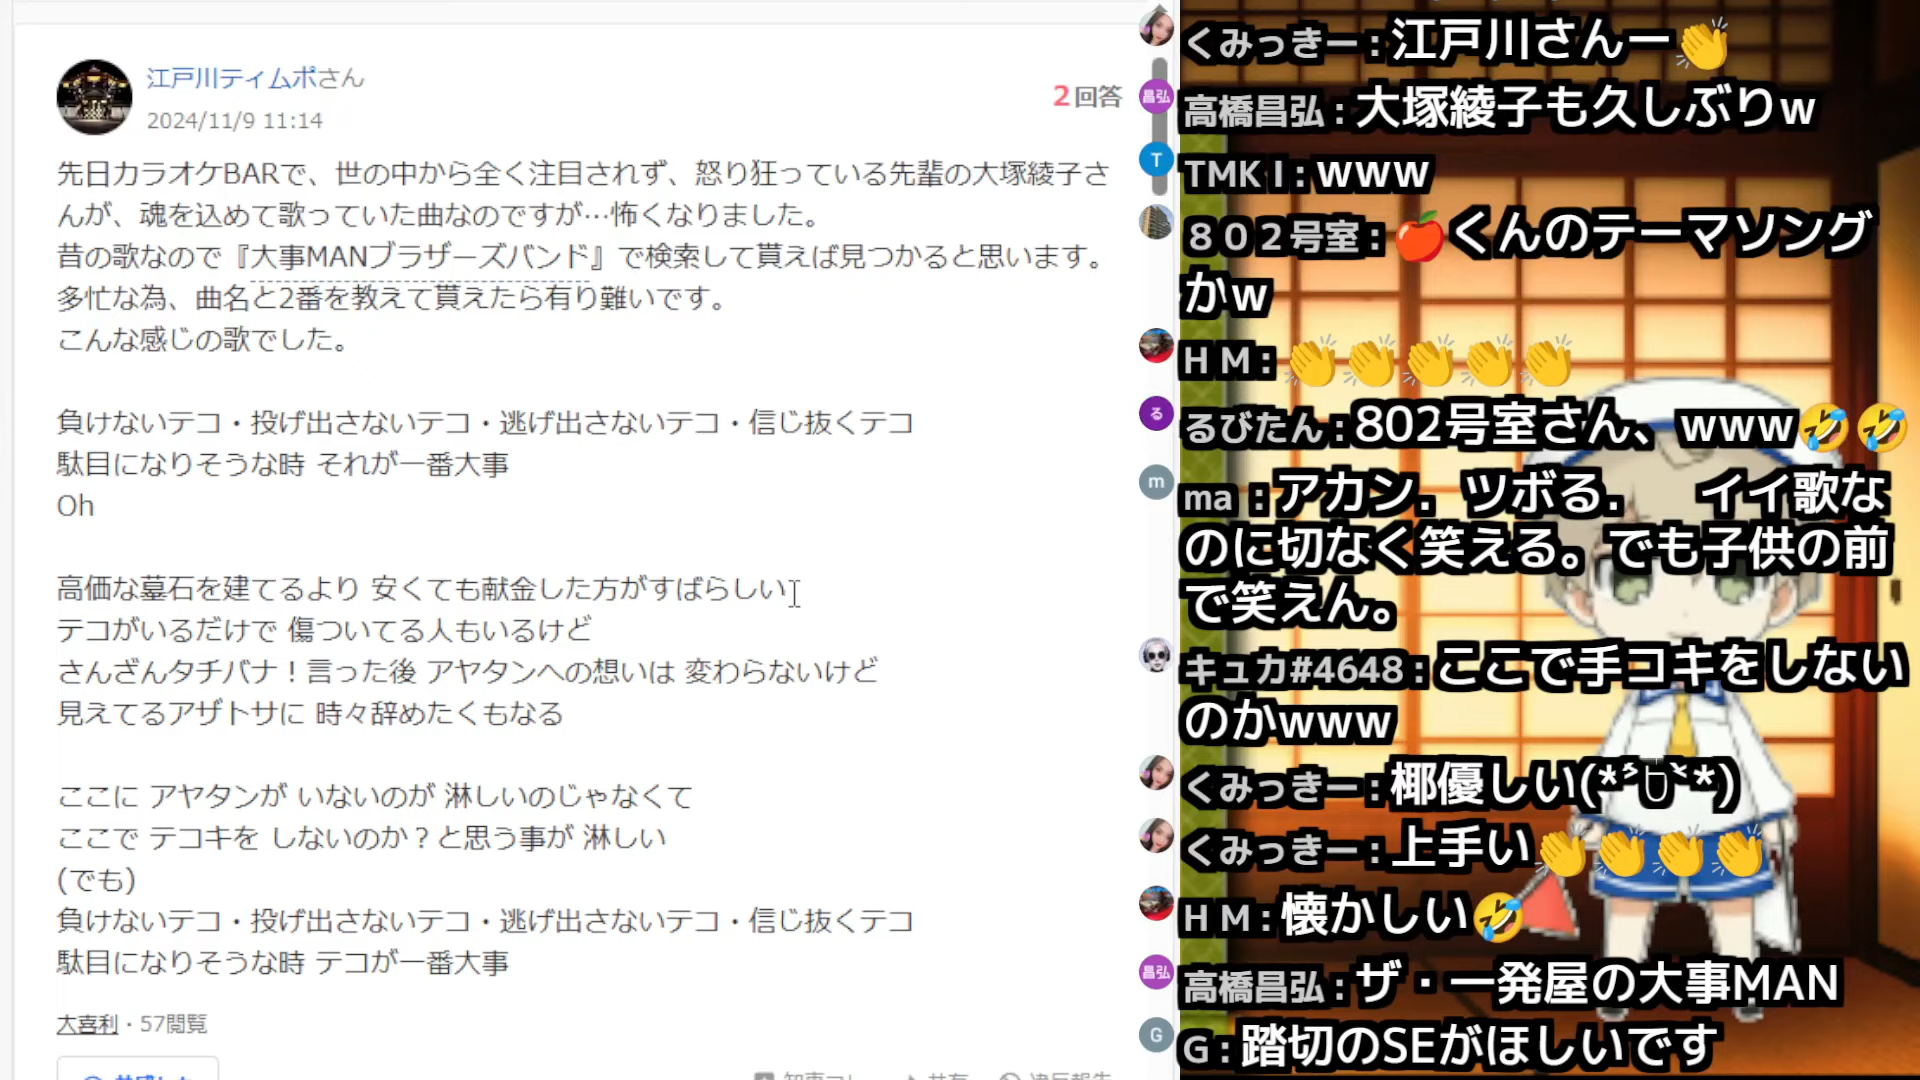 江戸川ティムポさん
2024/11/9 11:14
2回答
先日カラオケBARで、世の中から全く注目されず、怒り狂っている先輩の大塚綾子さ
んが、魂を込めて歌っていた曲なのですが…怖くなりました。
昔の歌なので『大事MANブラザーズバンド』で検索して貰えば見つかると思います。
多忙な為、曲名と2番を教えて貰えたら有り難いです。
こんな感じの歌でした。
負けないテコ・投げ出さないテコ・逃げ出さないテコ・信じ抜くテコ
駄目になりそうな時 それが一番大事
Oh
高価な墓石を建てるより 安くても献金した方がすばらしい
テコがいるだけで 傷ついてる人もいるけど
さんざんタチバナ！言った後 アヤタンへの想いは 変わらないけど
見えてるアザトサに 時々辞めたくもなる
ここに アヤタンが いないのが 淋しいのじゃなくて
ここで テコキを しないのか？と思う事が 淋しい
(でも)
負けないテコ・投げ出さないテコ・逃げ出さないテコ・信じ抜くテコ
駄目になりそうな時 テコが一番大事
大喜利・57閲覧
くみっきー : 江戸川さんー👏
昌弘
高橋昌弘 : 大塚綾子も久しぶりw
T
TMK I : www
８０２号室 : 🍎くんのテーマソング
かw
H M : 👏👏👏👏👏
る
るびたん : 802号室さん、www🤣🤣
m
ma : アカン．ツボる．　イイ歌な
のに切なく笑える。でも子供の前
で笑えん。
キュカ#4648 : ここで手コキをしない
のかwww
くみっきー : 椰優しい(*˘︶˘*)
くみっきー : 上手い👏👏👏👏
H M : 懐かしい🤣
昌弘
高橋昌弘 : ザ・一発屋の大事MAN
G
G : 踏切のSEがほしいです